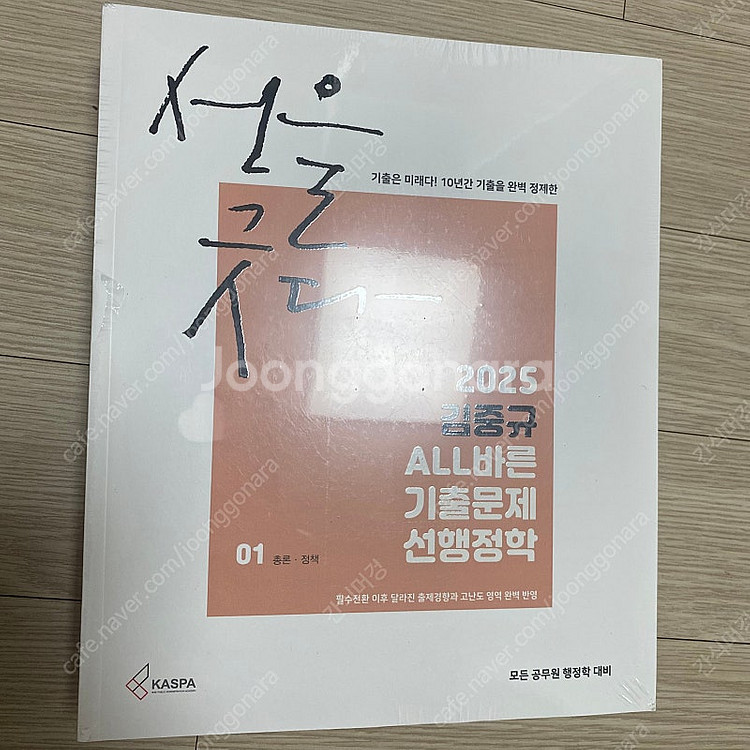 선을
긋다
기출은 미래다! 10년간 기출을 완벽 정제한
2025
김중규
ALL바른
기출문제
선행정학
01 총론 · 정책
필수전환 이후 달라진 출제경향과 고난도 영역 완벽 반영
KASPA
모든 공무원 행정학 대비
Joonggonara
cafe.naver.com/joonggonara